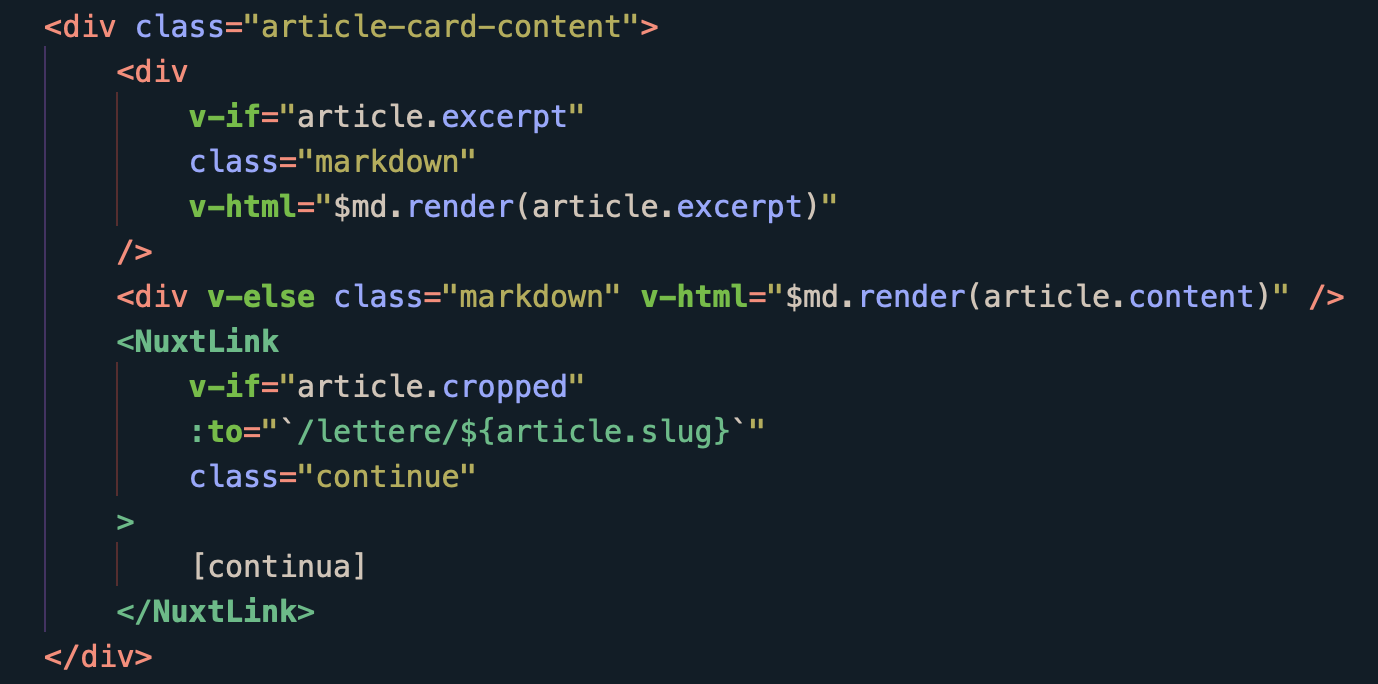 <div class="article-card-content">
<div
v-if="article.excerpt"
class="markdown"
v-html="$md.render(article.excerpt)"
/>
<div v-else class="markdown" v-html="$md.render(article.content)" />
<NuxtLink
v-if="article.cropped"
:to="`/lettere/${article.slug}`"
class="continue"
>
[continua]
</NuxtLink>
</div>